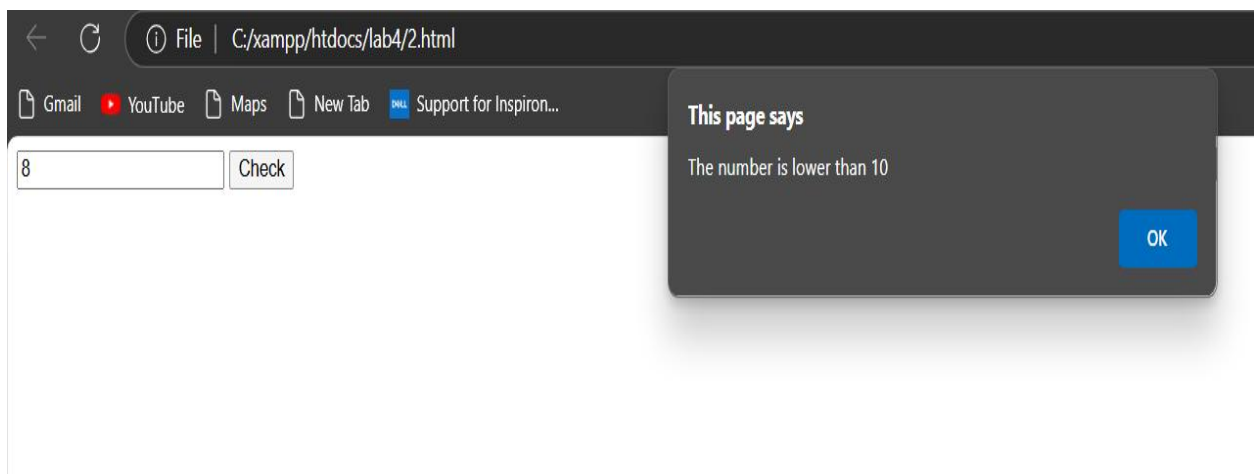 File | C:/xampp/htdocs/lab4/2.html
Gmail YouTube Maps New Tab DELL Support for Inspiron...
This page says
The number is lower than 10
OK
8 Check